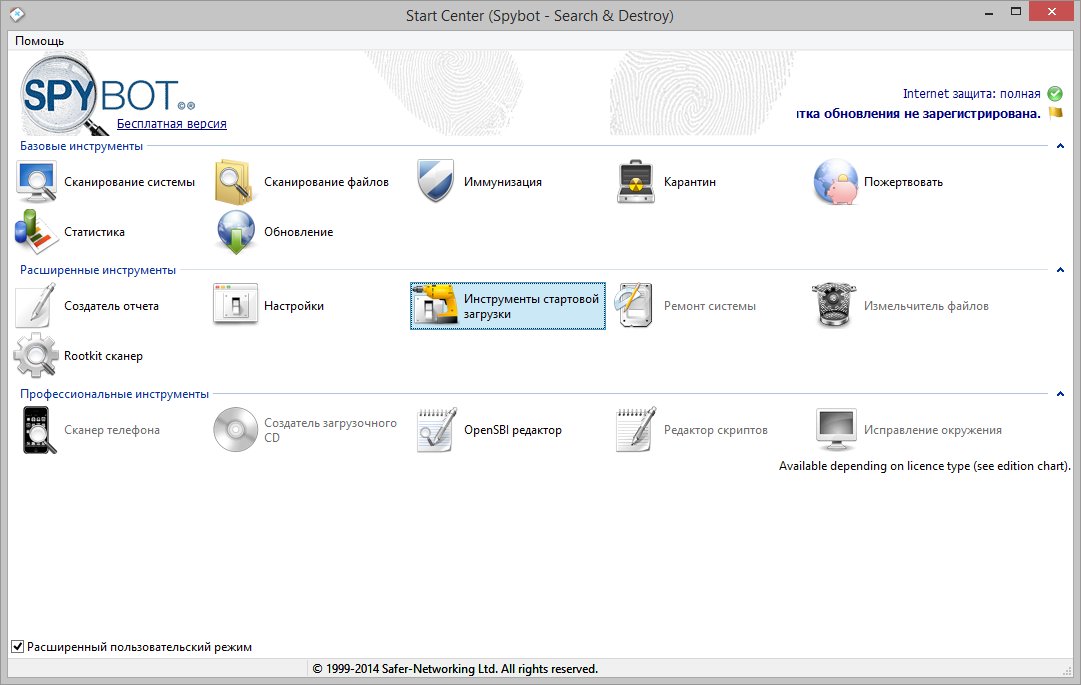 Start Center (Spybot - Search & Destroy)
Помощь
SPYBOT©®
Бесплатная версия
Internet защита: полная
тка обновления не зарегистрирована.
Базовые инструменты
Сканирование системы
Сканирование файлов
Иммунизация
Карантин
Пожертвовать
Статистика
Обновление
Расширенные инструменты
Создатель отчета
Настройки
Инструменты стартовой
загрузки
Ремонт системы
Измельчитель файлов
Rootkit сканер
Профессиональные инструменты
Сканер телефона
Создатель загрузочного
CD
OpenSBI редактор
Редактор скриптов
Исправление окружения
Available depending on licence type (see edition chart).
Расширенный пользовательский режим
© 1999-2014 Safer-Networking Ltd. All rights reserved.